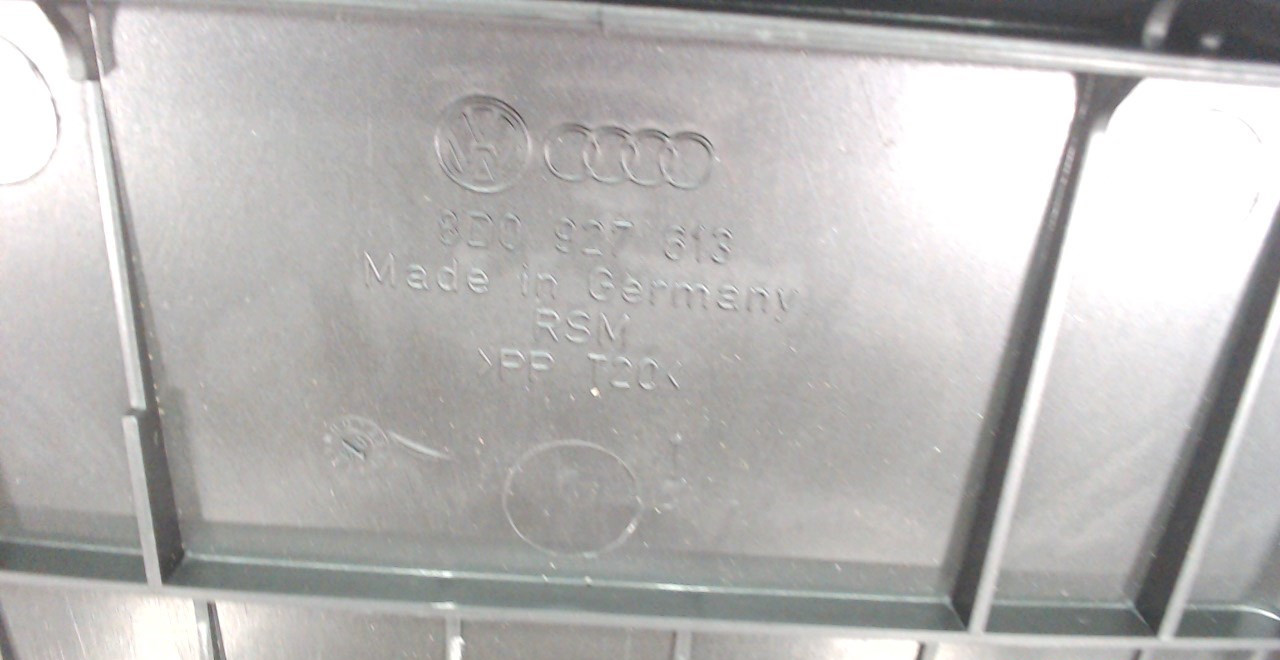 8D0 927 613
Made in Germany
RSM
>PP T20<